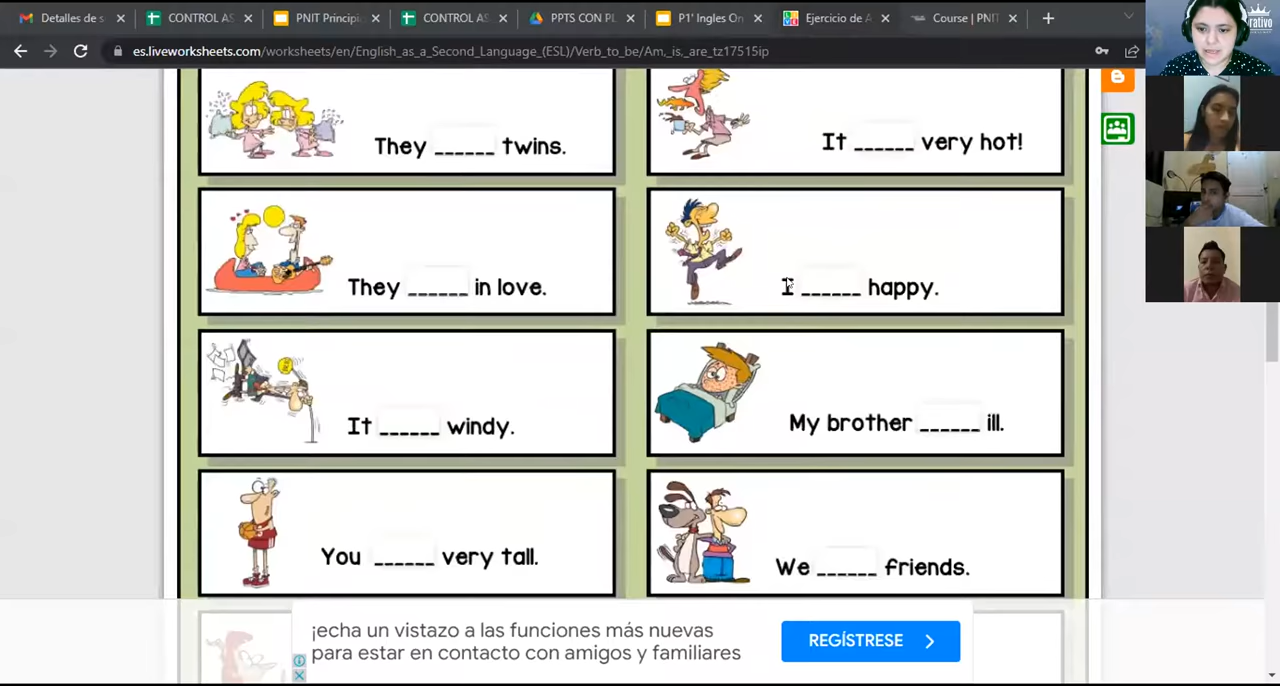 Detalles de s
CONTROL AS
PNIT Principia
CONTROL AS
PPTS CON PL
P1' Ingles On
Ejercicio de A
Course | PNIT
es.liveworksheets.com/worksheets/en/English_as_a_Second_Language_(ESL)/Verb_to_be/Am,_is,_are_tz17515ip
They ______ twins.
It ______ very hot!
They ______ in love.
I ______ happy.
It ______ windy.
My brother ______ ill.
You ______ very tall.
We ______ friends.
¡echa un vistazo a las funciones más nuevas
para estar en contacto con amigos y familiares
REGÍSTRESE